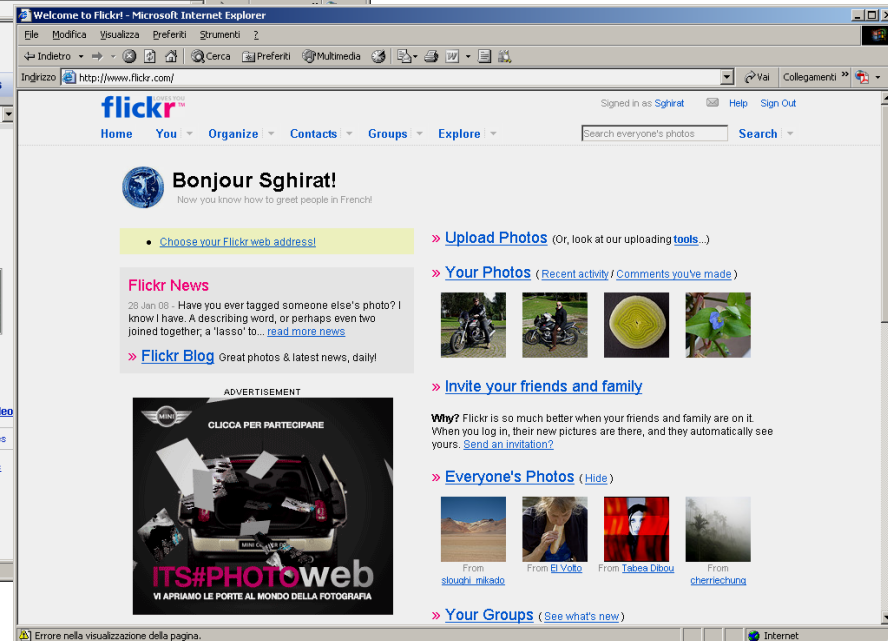 Welcome to Flickr! - Microsoft Internet Explorer
File Modifica Visualizza Preferiti Strumenti ?
Indietro Cerca Preferiti Multimedia
Indirizzo http://www.flickr.com/ Vai Collegamenti »
LOVES YOU
flickr™
Signed in as Sghirat Help Sign Out
Home You Organize Contacts Groups Explore Search everyone's photos Search
Bonjour Sghirat!
Now you know how to greet people in French!
• Choose your Flickr web address!
Flickr News
28 Jan 08 - Have you ever tagged someone else's photo? I
know I have. A describing word, or perhaps even two
joined together; a 'lasso' to... read more news
» Flickr Blog Great photos & latest news, daily!
ADVERTISEMENT
MINI
CLICCA PER PARTECIPARE
ITS#PHOTOweb
VI APRIAMO LE PORTE AL MONDO DELLA FOTOGRAFIA
» Upload Photos (Or, look at our uploading tools...)
» Your Photos ( Recent activity / Comments you've made )
» Invite your friends and family
Why? Flickr is so much better when your friends and family are on it.
When you log in, their new pictures are there, and they automatically see
yours. Send an invitation?
» Everyone's Photos ( Hide )
From
sloughi_mikado
From El Volto
From Tabea Dibou
From
cherriechung
» Your Groups ( See what's new )
Errore nella visualizzazione della pagina. Internet